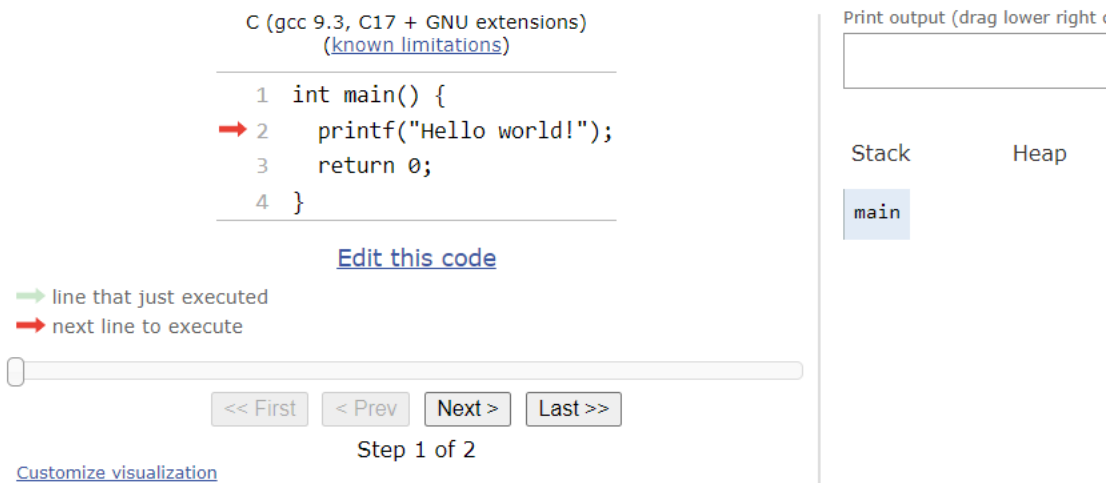 C (gcc 9.3, C17 + GNU extensions)
(known limitations)
1 int main() {
2 printf("Hello world!");
3 return 0;
4 }
Edit this code
line that just executed
next line to execute
<< First < Prev Next > Last >>
Step 1 of 2
Customize visualization
Print output (drag lower right
Stack Heap
main